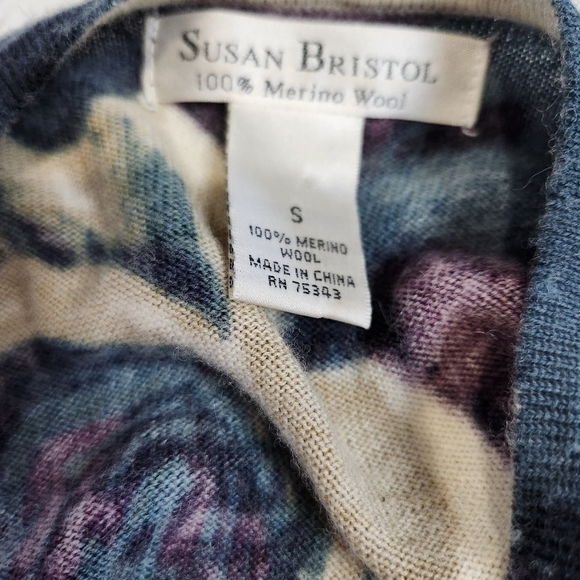 SUSAN BRISTOL
100% Merino Wool
S
100% MERINO
WOOL
MADE IN CHINA
RN 75343